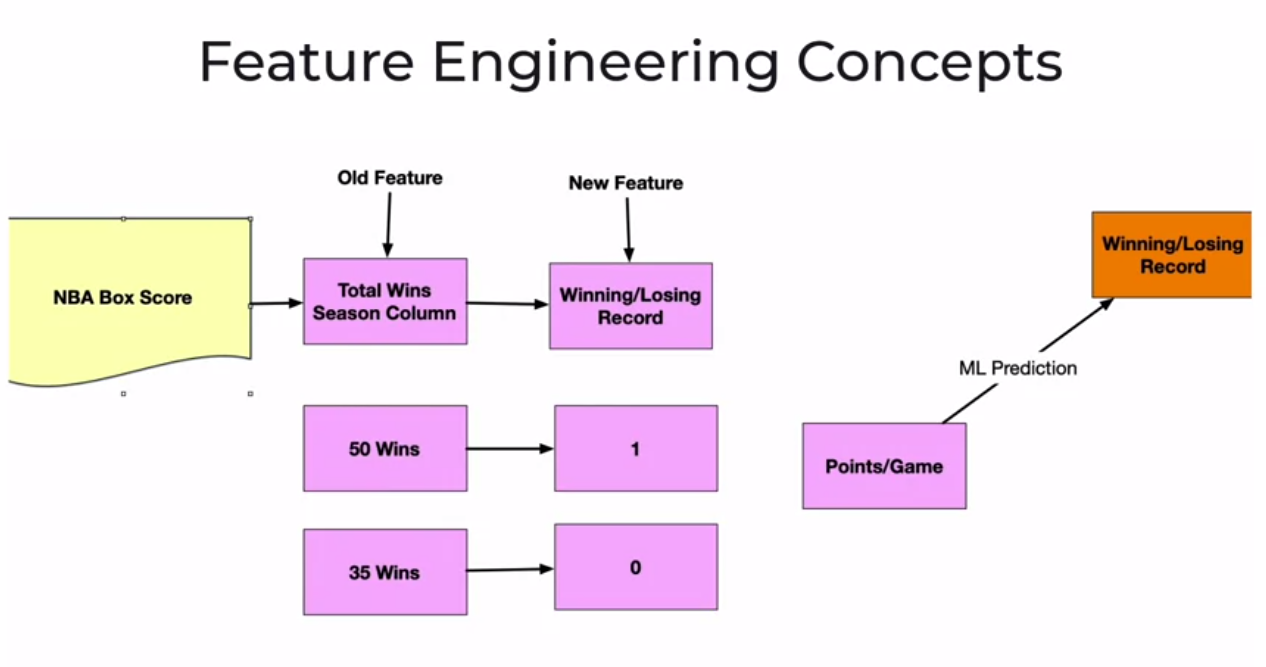 Feature Engineering Concepts
Old Feature
New Feature
NBA Box Score
Total Wins
Season Column
Winning/Losing
Record
50 Wins
1
35 Wins
0
Winning/Losing
Record
ML Prediction
Points/Game